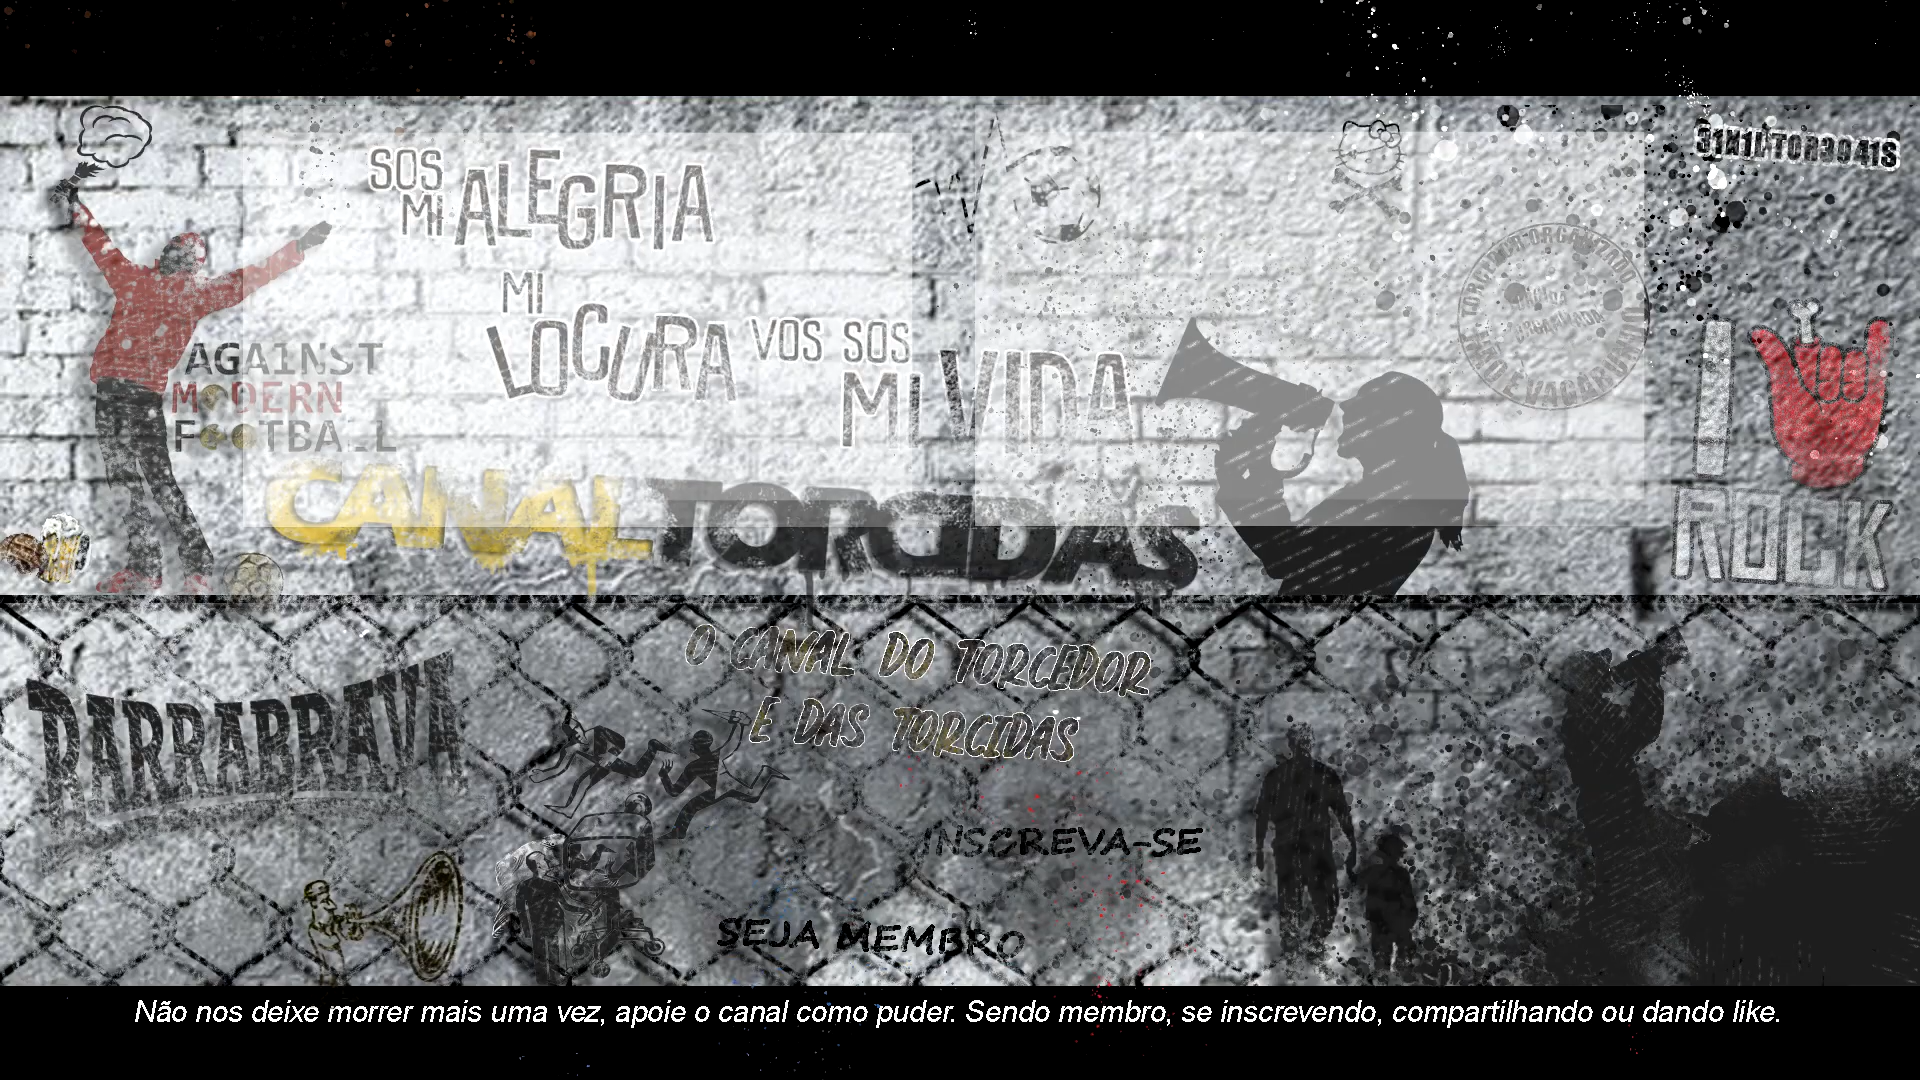 SOS
MI ALEGRIA
MI
LOCURA VOS SOS
MI VIDA
AGAINST
MODERN
FOOTBALL
CANAL TORCIDAS
I
ROCK
O CANAL DO TORCEDOR
E DAS TORCIDAS
BARRABRAVA
INSCREVA-SE
SEJA MEMBRO
Não nos deixe morrer mais uma vez, apoie o canal como puder. Sendo membro, se inscrevendo, compartilhando ou dando like.